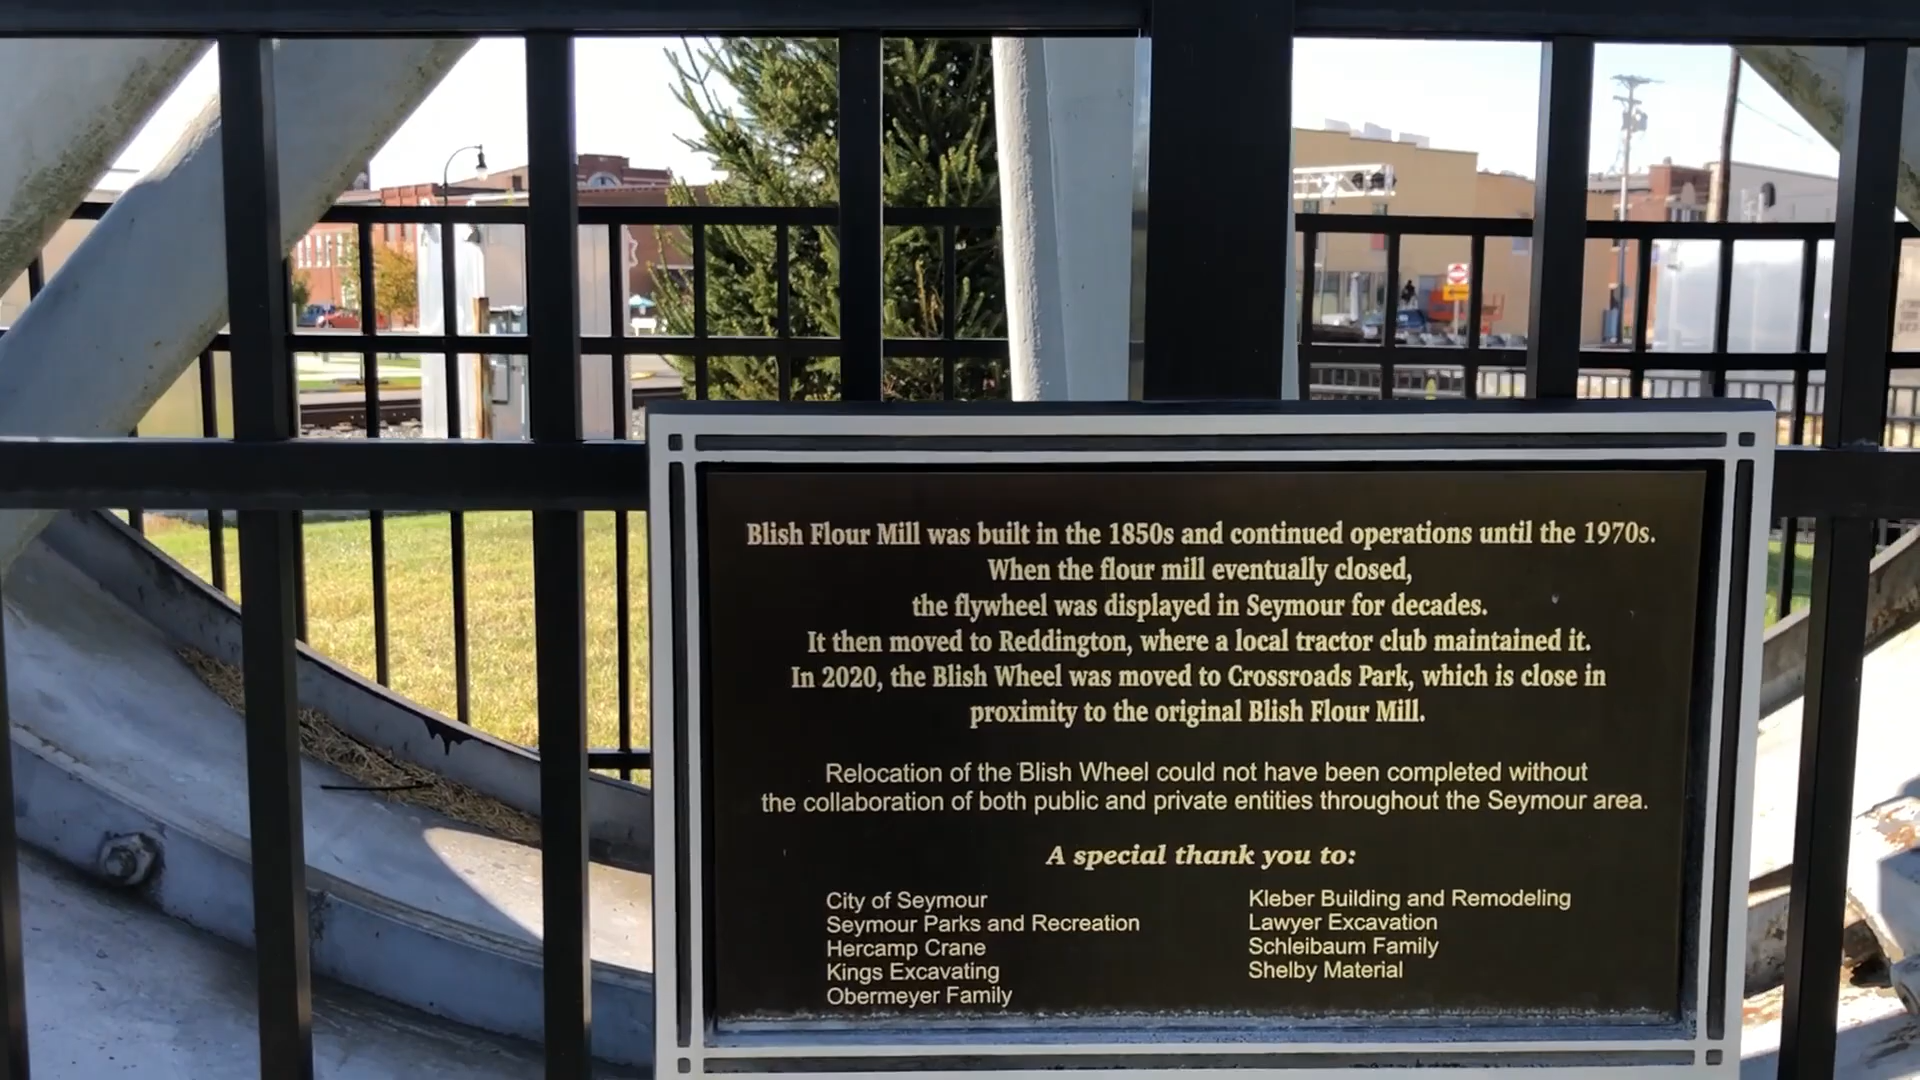 Blish Flour Mill was built in the 1850s and continued operations until the 1970s.
When the flour mill eventually closed,
the flywheel was displayed in Seymour for decades.
It then moved to Reddington, where a local tractor club maintained it.
In 2020, the Blish Wheel was moved to Crossroads Park, which is close in
proximity to the original Blish Flour Mill.
Relocation of the Blish Wheel could not have been completed without
the collaboration of both public and private entities throughout the Seymour area.
A special thank you to:
City of Seymour
Seymour Parks and Recreation
Hercamp Crane
Kings Excavating
Obermeyer Family
Kleber Building and Remodeling
Lawyer Excavation
Schleibaum Family
Shelby Material